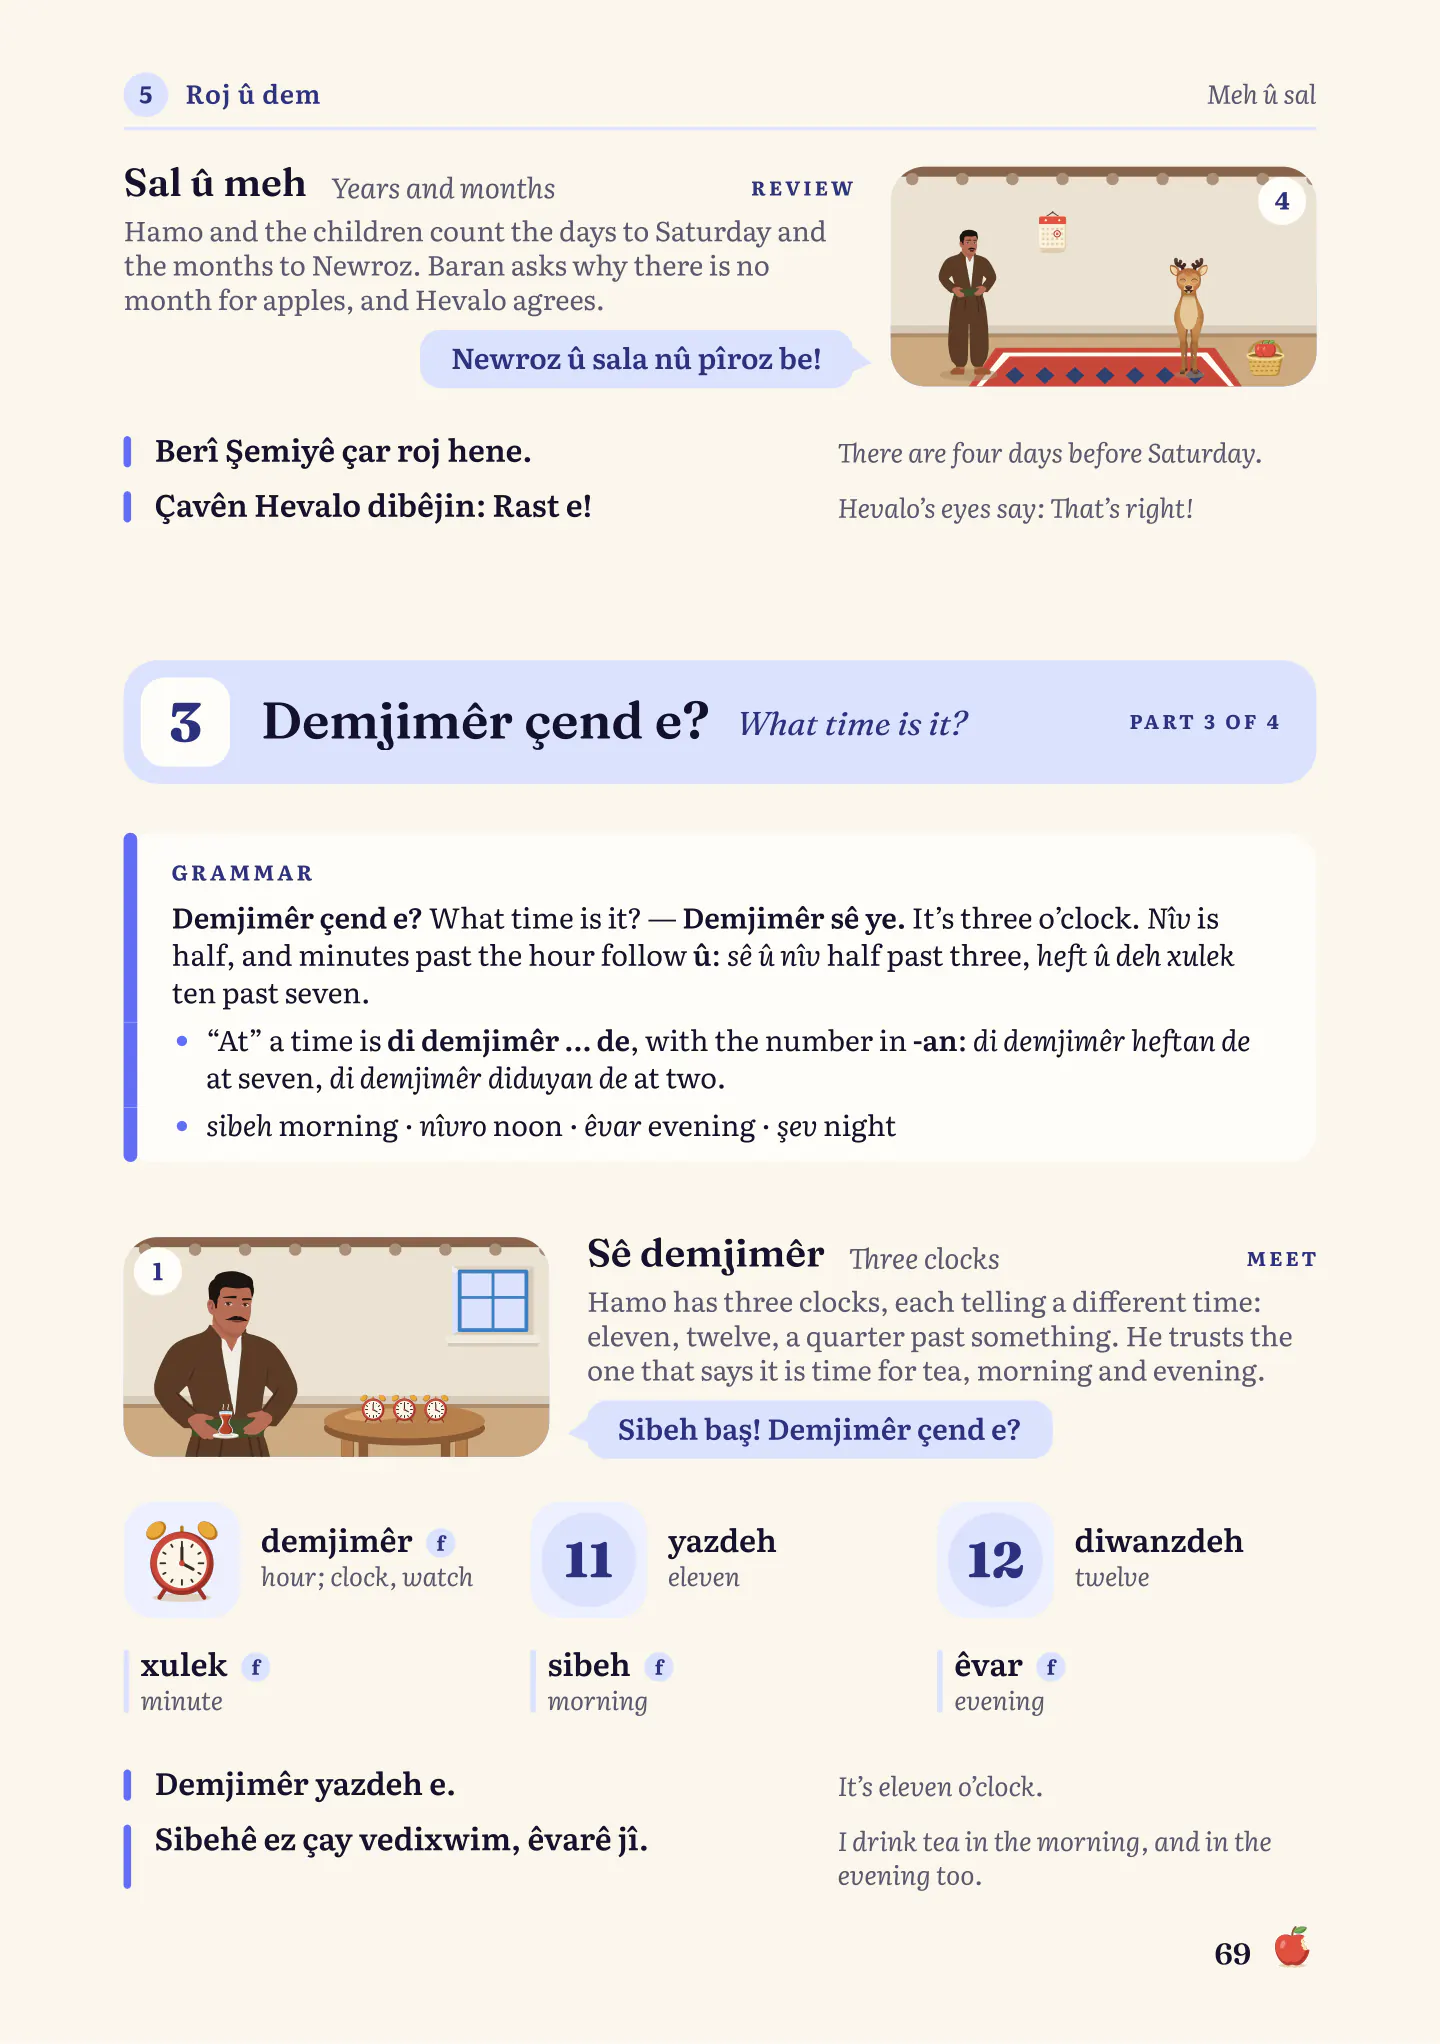 5 Roj û dem
Meh û sal
Sal û meh Years and months REVIEW
Hamo and the children count the days to Saturday and
the months to Newroz. Baran asks why there is no
month for apples, and Hevalo agrees.
Newroz û sala nû pîroz be!
4
Berî Şemiyê çar roj hene. There are four days before Saturday.
Çavên Hevalo dibêjin: Rast e! Hevalo’s eyes say: That’s right!
3 Demjimêr çend e? What time is it? PART 3 OF 4
GRAMMAR
Demjimêr çend e? What time is it? — Demjimêr sê ye. It’s three o’clock. Nîv is
half, and minutes past the hour follow û: sê û nîv half past three, heft û deh xulek
ten past seven.
• “At” a time is di demjimêr … de, with the number in -an: di demjimêr heftan de
at seven, di demjimêr diduyan de at two.
• sibeh morning · nîvro noon · êvar evening · şev night
1
Sê demjimêr Three clocks MEET
Hamo has three clocks, each telling a different time:
eleven, twelve, a quarter past something. He trusts the
one that says it is time for tea, morning and evening.
Sibeh baş! Demjimêr çend e?
demjimêr f
hour; clock, watch
11
yazdeh
eleven
12
diwanzdeh
twelve
xulek f
minute
sibeh f
morning
êvar f
evening
Demjimêr yazdeh e. It’s eleven o’clock.
Sibehê ez çay vedixwim, êvarê jî. I drink tea in the morning, and in the
evening too.
69